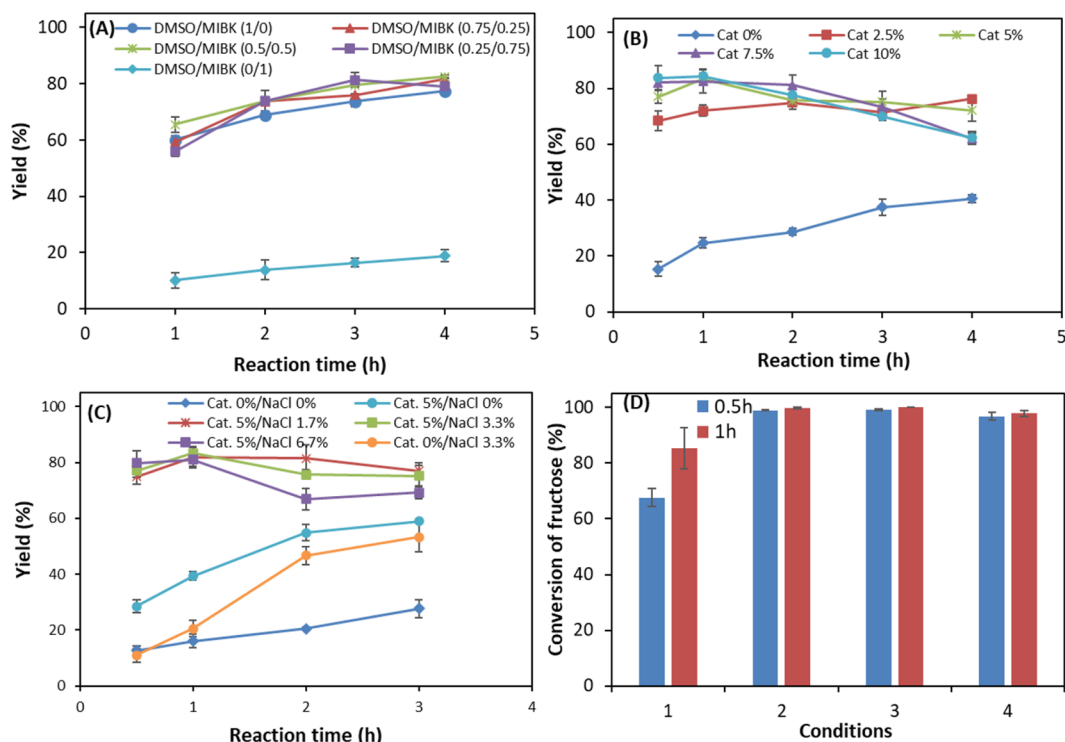 (A)
DMSO/MIBK (1/0) DMSO/MIBK (0.75/0.25)
DMSO/MIBK (0.5/0.5) DMSO/MIBK (0.25/0.75)
DMSO/MIBK (0/1)
100
80
60
40
20
0
Yield (%)
0 1 2 3 4 5
Reaction time (h)
(B)
Cat 0% Cat 2.5% Cat 5%
Cat 7.5% Cat 10%
100
80
60
40
20
0
Yield (%)
0 1 2 3 4 5
Reaction time (h)
(C)
Cat. 0%/NaCl 0% Cat. 5%/NaCl 0%
Cat. 5%/NaCl 1.7% Cat. 5%/NaCl 3.3%
Cat. 5%/NaCl 6.7% Cat. 0%/NaCl 3.3%
100
80
60
40
20
0
Yield (%)
0 1 2 3 4
Reaction time (h)
(D)
0.5h
1h
100
80
60
40
20
0
Conversion of fructose (%)
1 2 3 4
Conditions